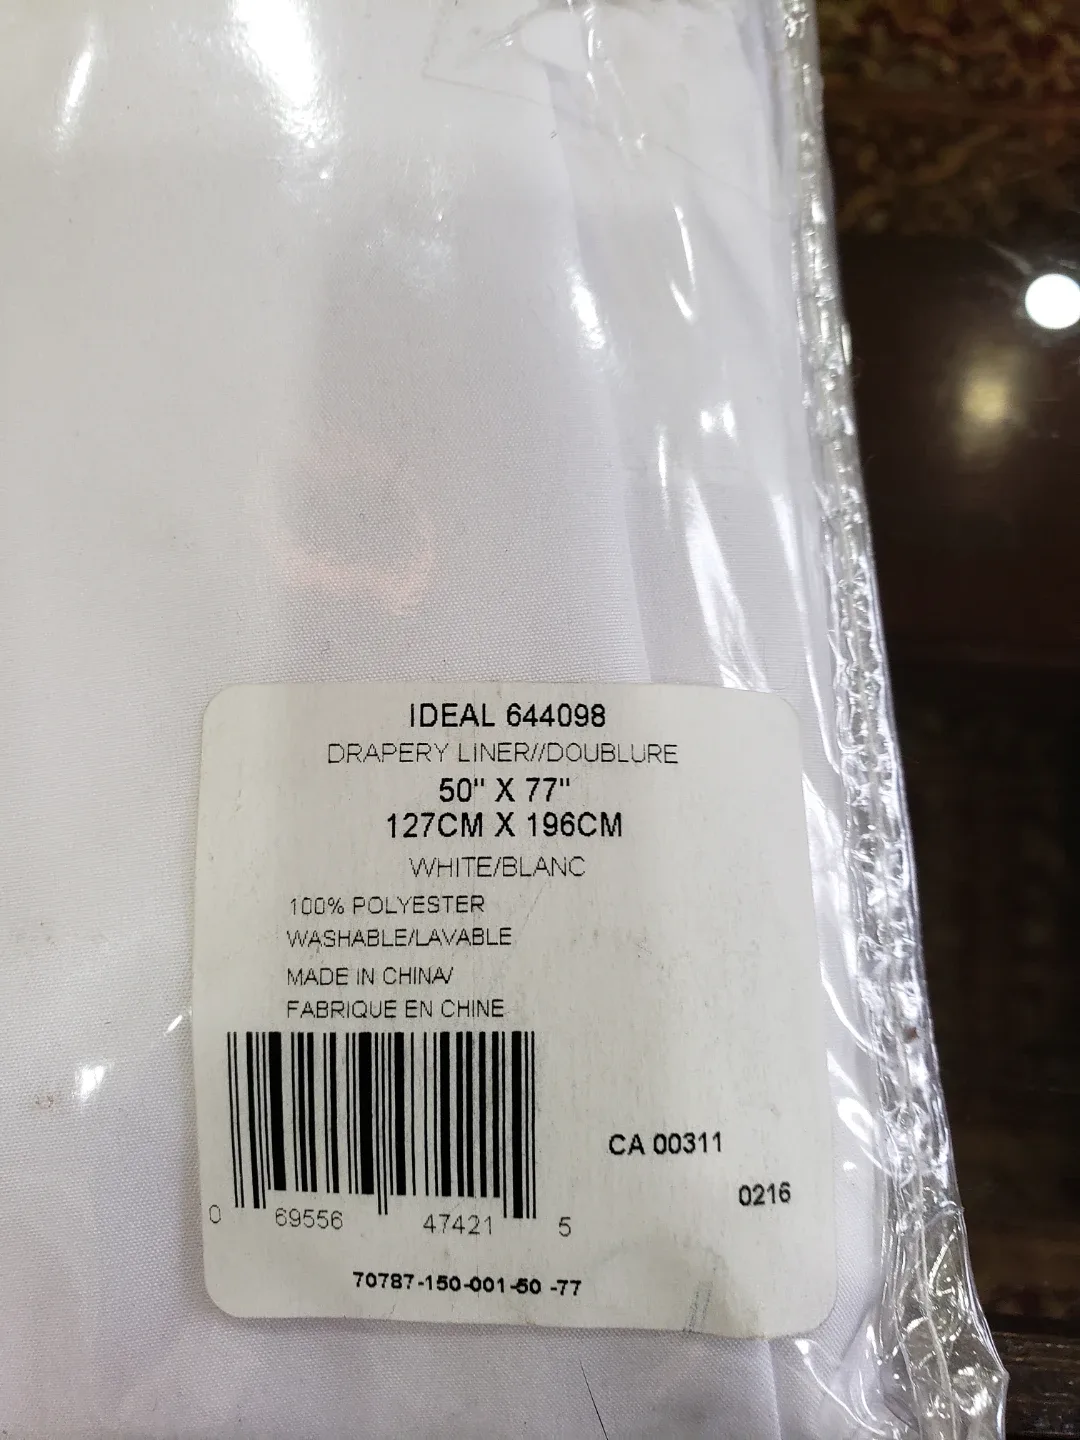 IDEAL 644098
DRAPERY LINER//DOUBLURE
50" X 77"
127CM X 196CM
WHITE/BLANC
100% POLYESTER
WASHABLE/LAVABLE
MADE IN CHINA/
FABRIQUE EN CHINE
CA 00311
0216
0 69556 47421 5
70787-150-001-50 -77